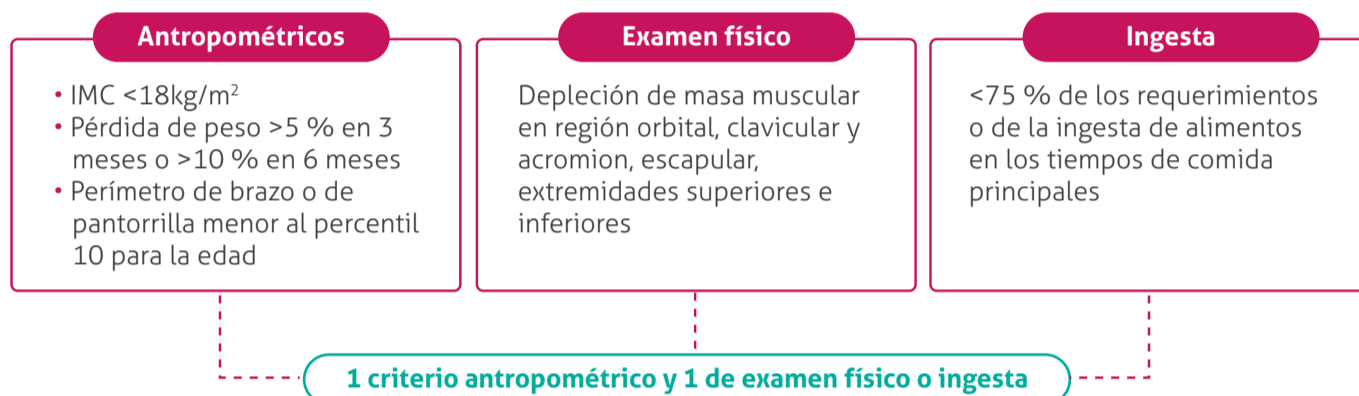 Antropométricos
• IMC <18kg/m²
• Pérdida de peso >5 % en 3
meses o >10 % en 6 meses
• Perímetro de brazo o de
pantorrilla menor al percentil
10 para la edad
Examen físico
Depleción de masa muscular
en región orbital, clavicular y
acromion, escapular,
extremidades superiores e
inferiores
Ingesta
<75 % de los requerimientos
o de la ingesta de alimentos
en los tiempos de comida
principales
1 criterio antropométrico y 1 de examen físico o ingesta